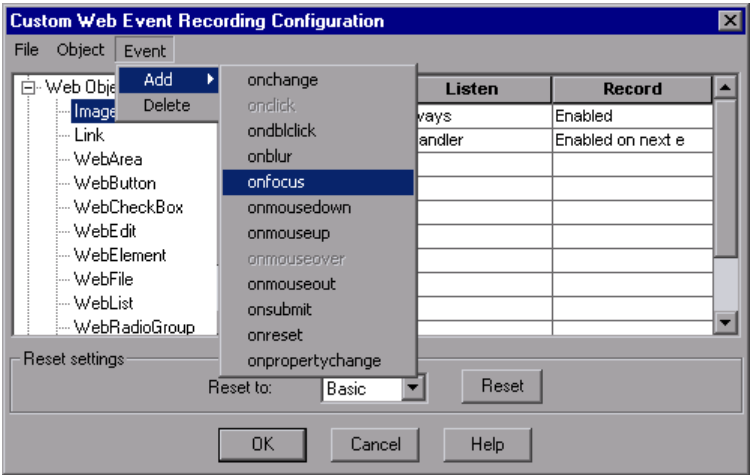 Custom Web Event Recording Configuration
File Object Event
Add
Delete
onchange
onclick
ondblclick
onblur
onfocus
onmousedown
onmouseup
onmouseover
onmouseout
onsubmit
onreset
onpropertychange
Web Obje
Image
Link
WebArea
WebButton
WebCheckBox
WebEdit
WebElement
WebFile
WebList
WebRadioGroup
Listen Record
ways Enabled
andler Enabled on next e
Reset settings
Reset to: Basic Reset
OK Cancel Help